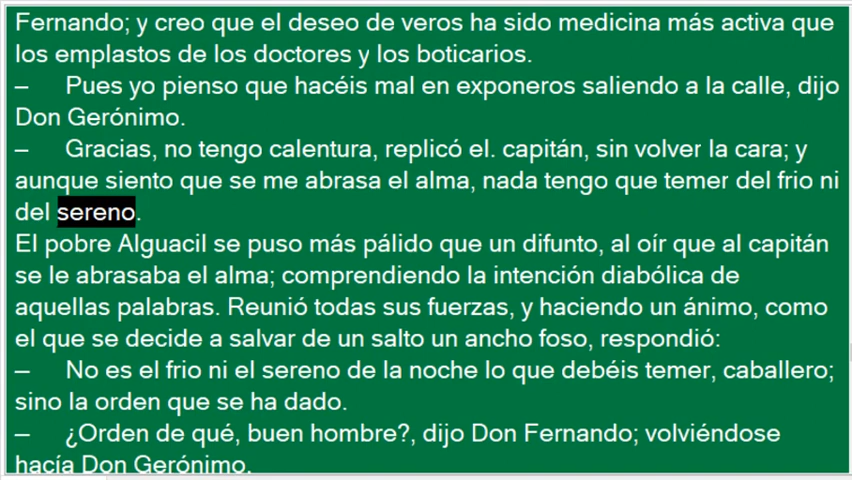 Fernando; y creo que el deseo de veros ha sido medicina más activa que
los emplastos de los doctores y los boticarios.
– Pues yo pienso que hacéis mal en exponeros saliendo a la calle, dijo
Don Gerónimo.
– Gracias, no tengo calentura, replicó el. capitán, sin volver la cara; y
aunque siento que se me abrasa el alma, nada tengo que temer del frio ni
del sereno.
El pobre Alguacil se puso más pálido que un difunto, al oír que al capitán
se le abrasaba el alma; comprendiendo la intención diabólica de
aquellas palabras. Reunió todas sus fuerzas, y haciendo un ánimo, como
el que se decide a salvar de un salto un ancho foso, respondió:
– No es el frio ni el sereno de la noche lo que debéis temer, caballero;
sino la orden que se ha dado.
– ¿Orden de qué, buen hombre?, dijo Don Fernando; volviéndose
hacía Don Gerónimo.